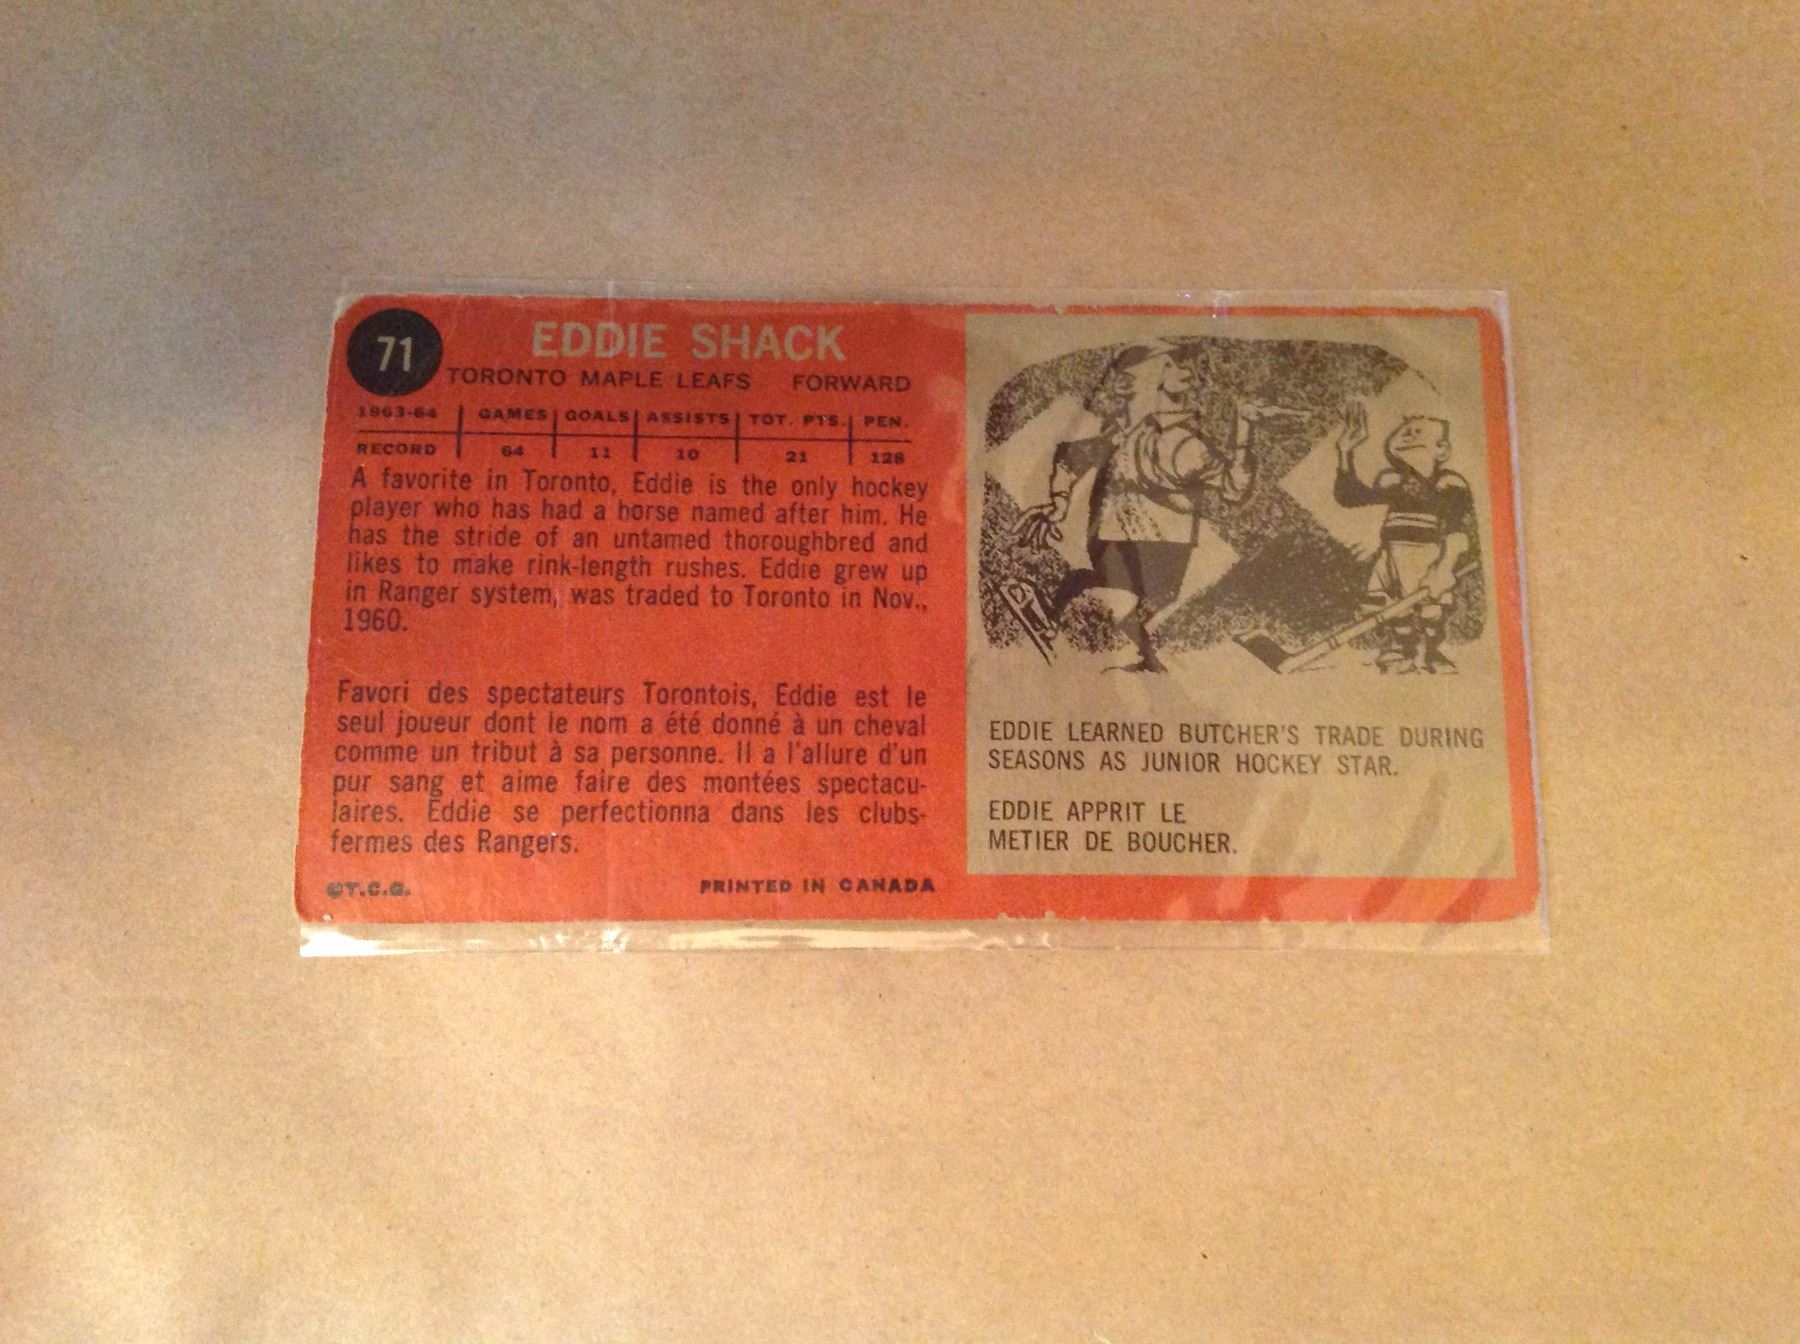 71
EDDIE SHACK
TORONTO MAPLE LEAFS FORWARD
1963-64 GAMES GOALS ASSISTS TOT. PTS. PEN.
RECORD 64 11 10 21 128
A favorite in Toronto, Eddie is the only hockey
player who has had a horse named after him. He
has the stride of an untamed thoroughbred and
likes to make rink-length rushes. Eddie grew up
in Ranger system, was traded to Toronto in Nov.,
1960.
Favori des spectateurs Torontois, Eddie est le
seul joueur dont le nom a été donné à un cheval
comme un tribut à sa personne. Il a l'allure d'un
pur sang et aime faire des montées spectacu-
laires. Eddie se perfectionna dans les clubs-
fermes des Rangers.
©T.C.G. PRINTED IN CANADA
EDDIE LEARNED BUTCHER'S TRADE DURING
SEASONS AS JUNIOR HOCKEY STAR.
EDDIE APPRIT LE
METIER DE BOUCHER.